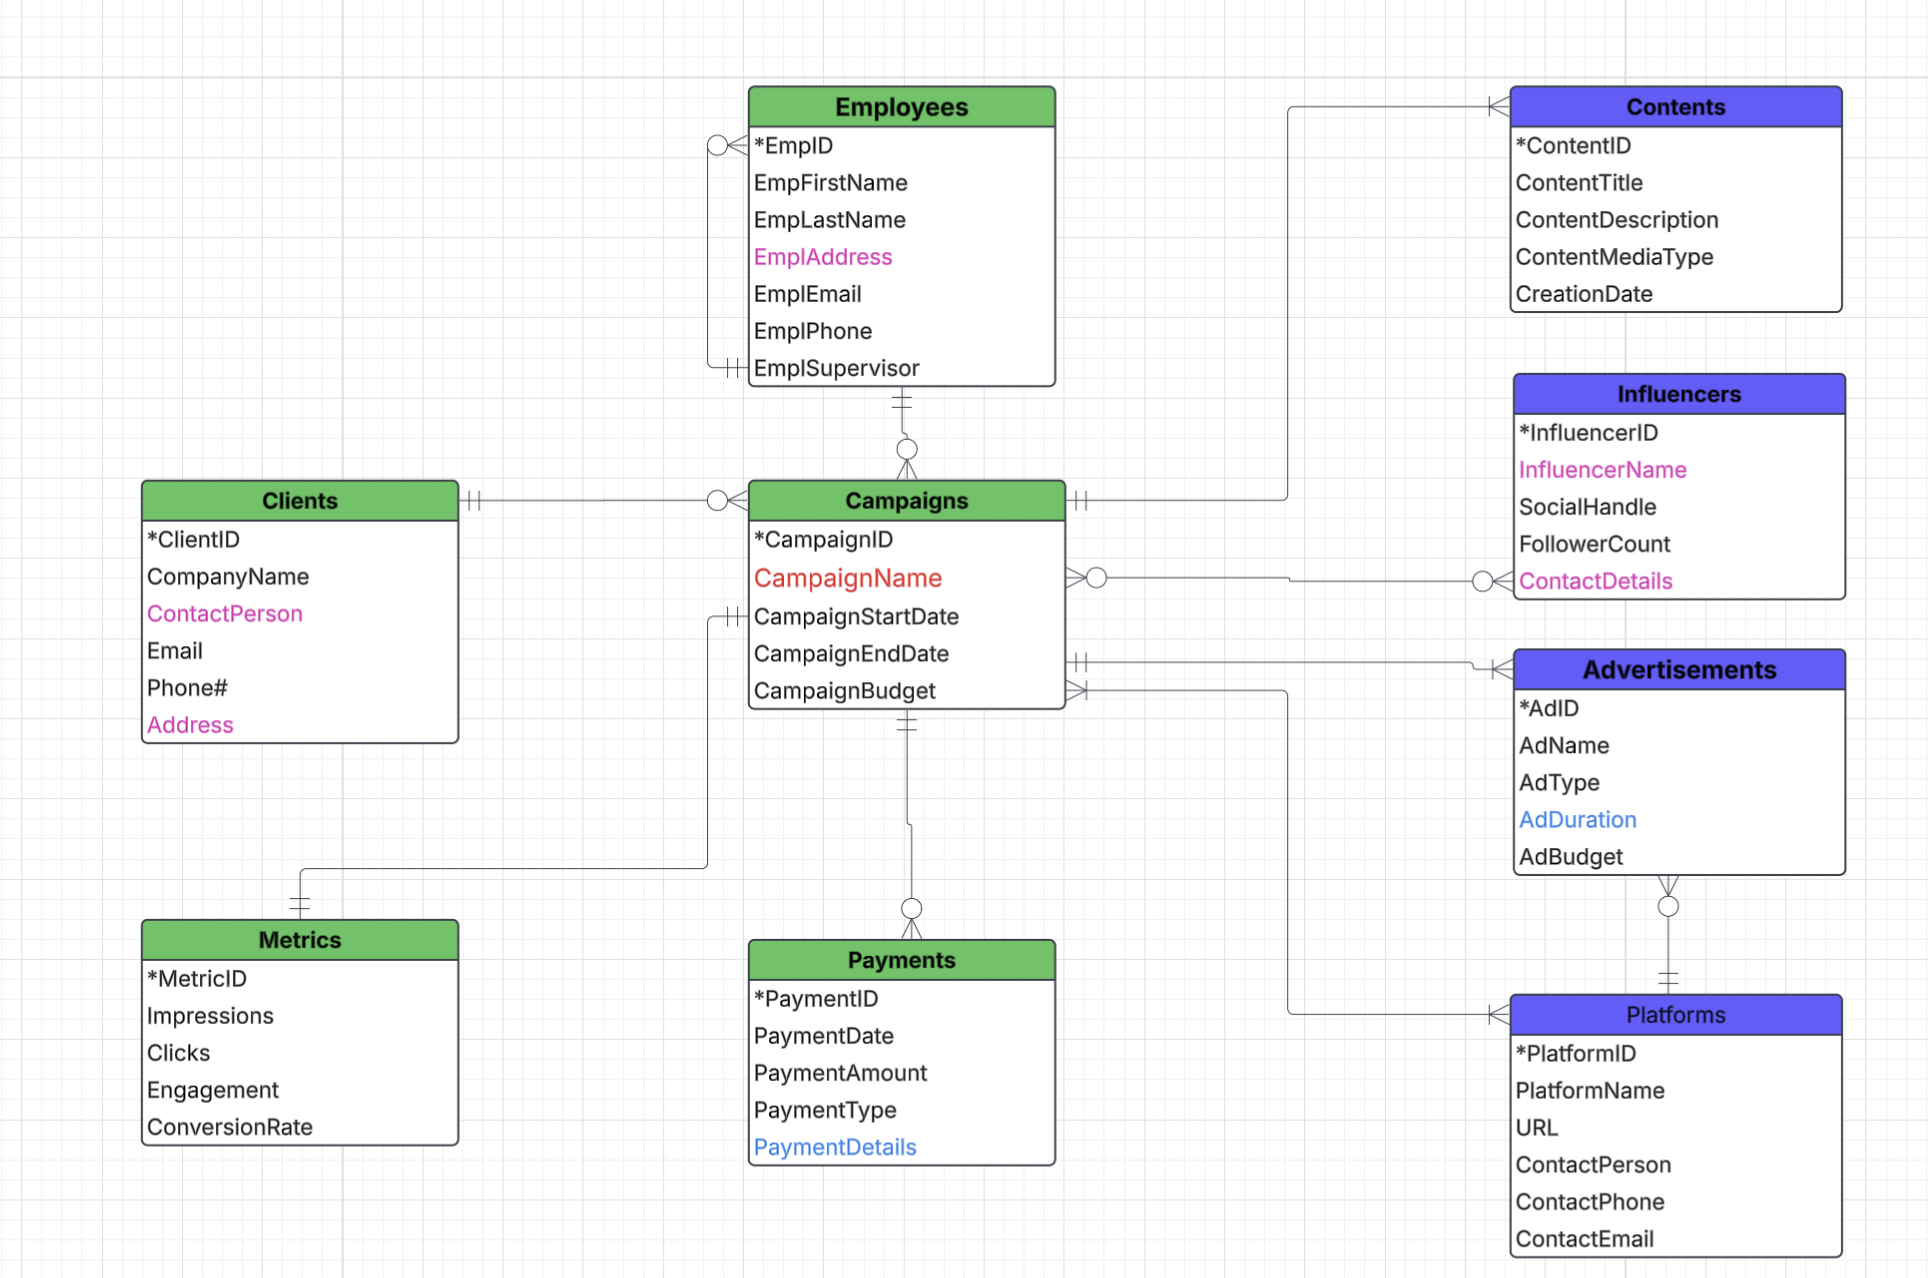 Employees
*EmpID
EmpFirstName
EmpLastName
EmplAddress
EmplEmail
EmplPhone
EmplSupervisor
Contents
*ContentID
ContentTitle
ContentDescription
ContentMediaType
CreationDate
Influencers
*InfluencerID
InfluencerName
SocialHandle
FollowerCount
ContactDetails
Clients
*ClientID
CompanyName
ContactPerson
Email
Phone#
Address
Campaigns
*CampaignID
CampaignName
CampaignStartDate
CampaignEndDate
CampaignBudget
Advertisements
*AdID
AdName
AdType
AdDuration
AdBudget
Metrics
*MetricID
Impressions
Clicks
Engagement
ConversionRate
Payments
*PaymentID
PaymentDate
PaymentAmount
PaymentType
PaymentDetails
Platforms
*PlatformID
PlatformName
URL
ContactPerson
ContactPhone
ContactEmail